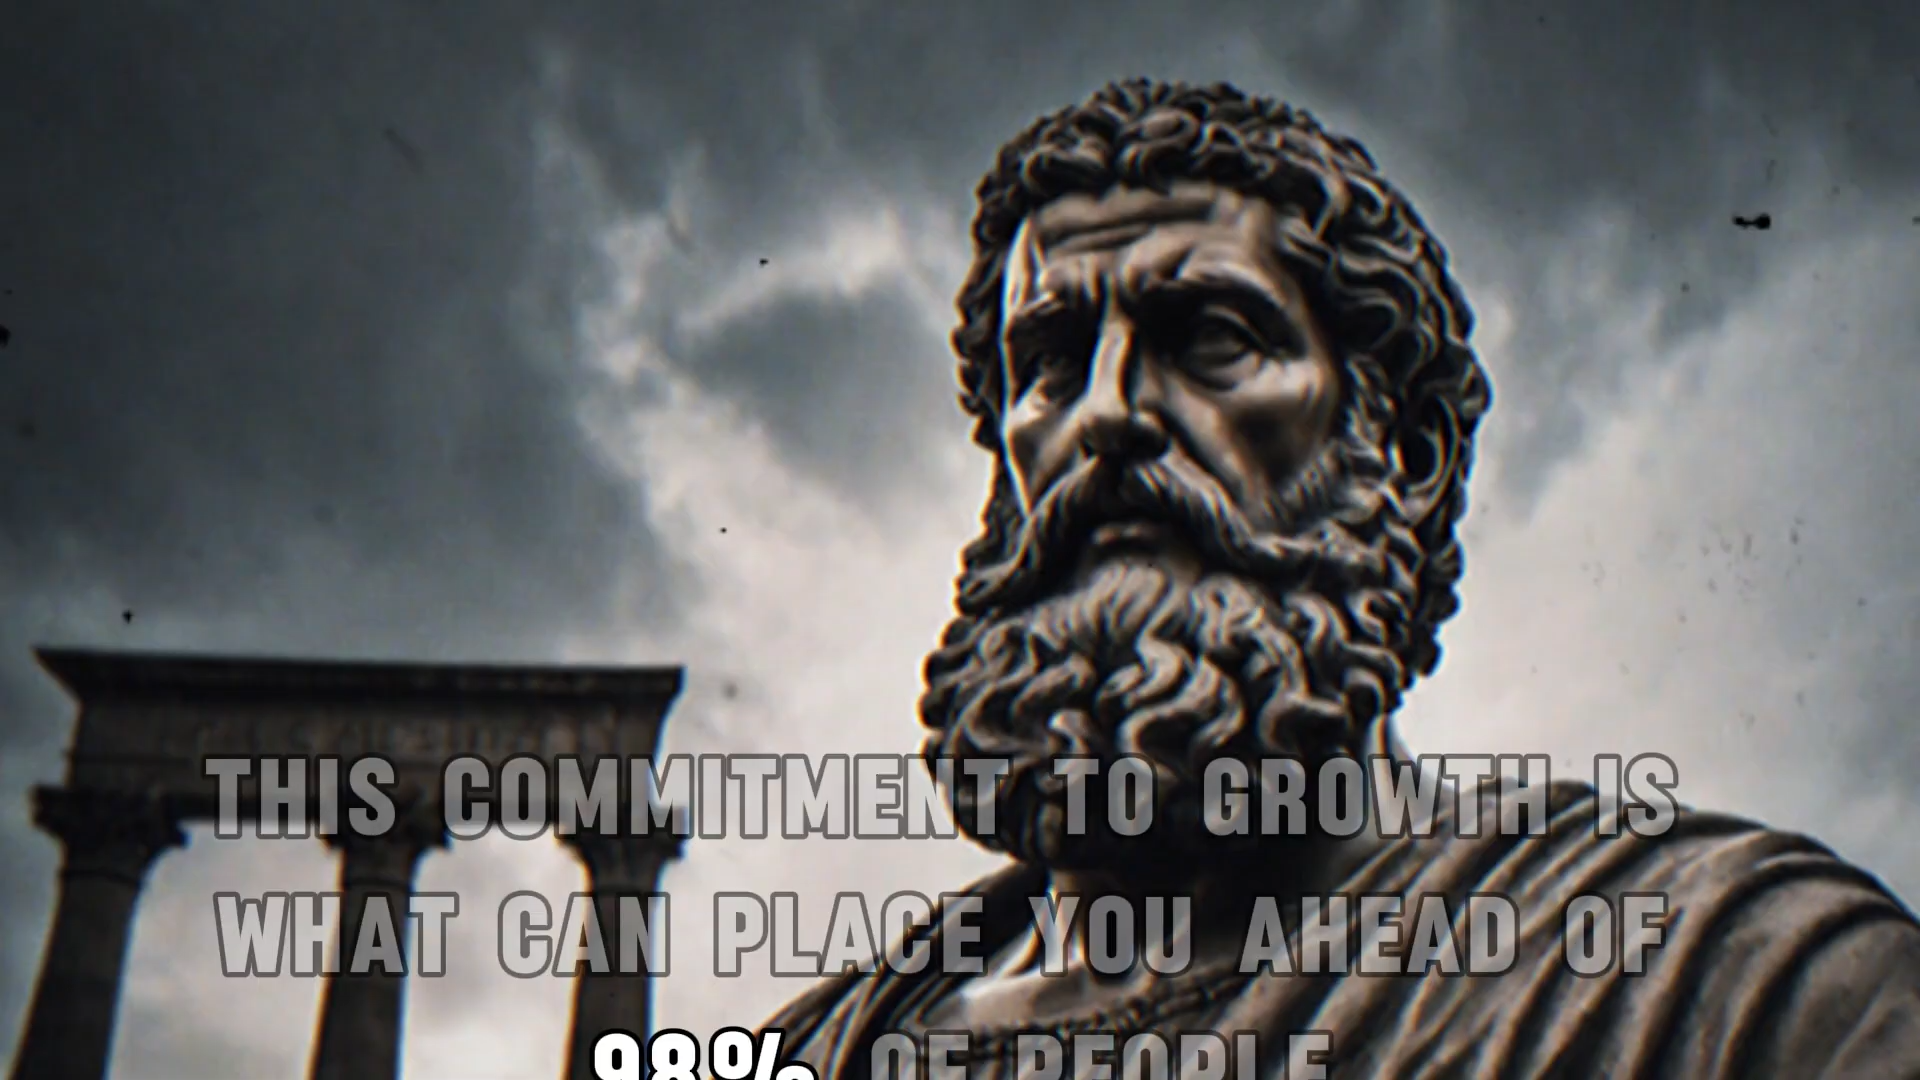 THIS COMMITMENT TO GROWTH IS
WHAT CAN PLACE YOU AHEAD OF
98% OF PEOPLE